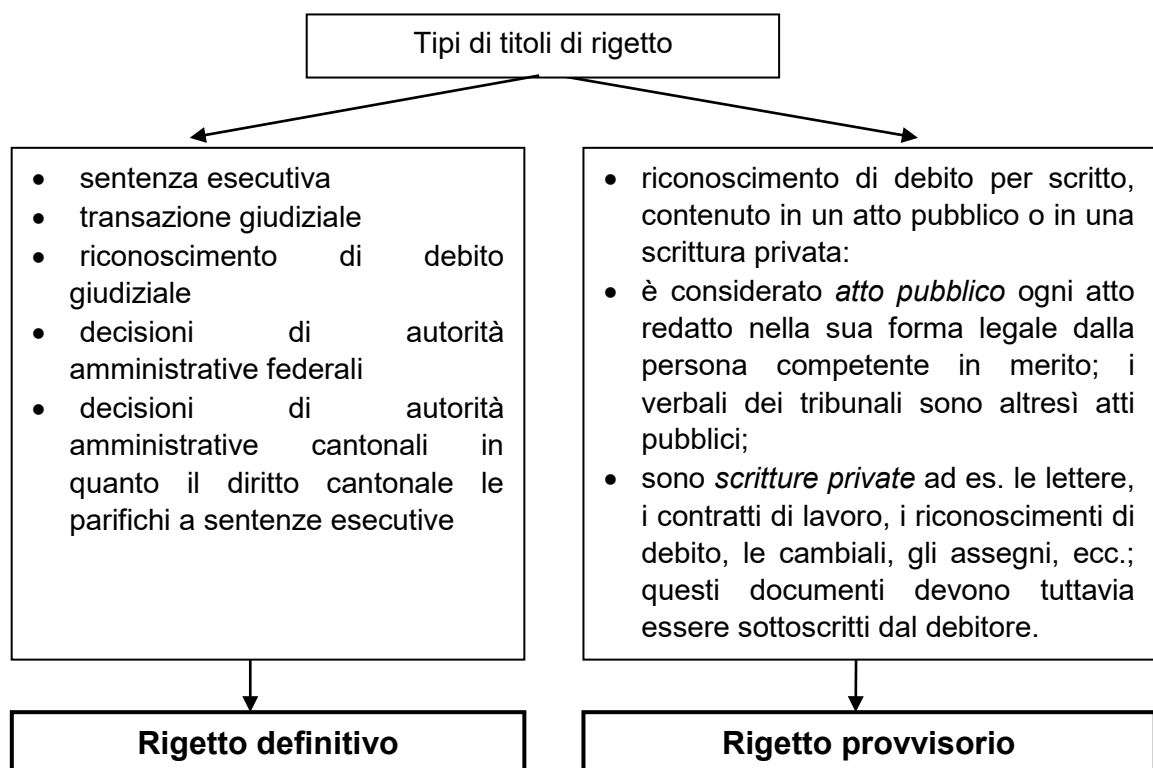 Tipi di titoli di rigetto
• sentenza esecutiva
• transazione giudiziale
• riconoscimento di debito
giudiziale
• decisioni di autorità
amministrative federali
• decisioni di autorità
amministrative cantonali in
quanto il diritto cantonale le
parifichi a sentenze esecutive
• riconoscimento di debito per scritto,
contenuto in un atto pubblico o in una
scrittura privata:
• è considerato atto pubblico ogni atto
redatto nella sua forma legale dalla
persona competente in merito; i
verbali dei tribunali sono altresì atti
pubblici;
• sono scritture private ad es. le lettere,
i contratti di lavoro, i riconoscimenti di
debito, le cambiali, gli assegni, ecc.;
questi documenti devono tuttavia
essere sottoscritti dal debitore.
Rigetto definitivo
Rigetto provvisorio